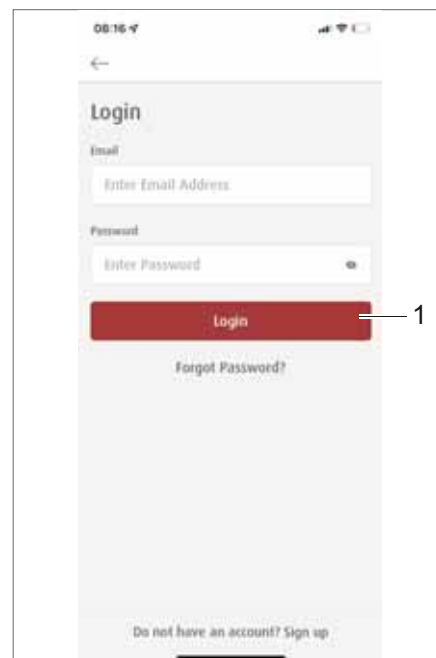 08:16
Login
Email
Enter Email Address
Password
Enter Password
Login
1
Forgot Password?
Do not have an account? Sign up